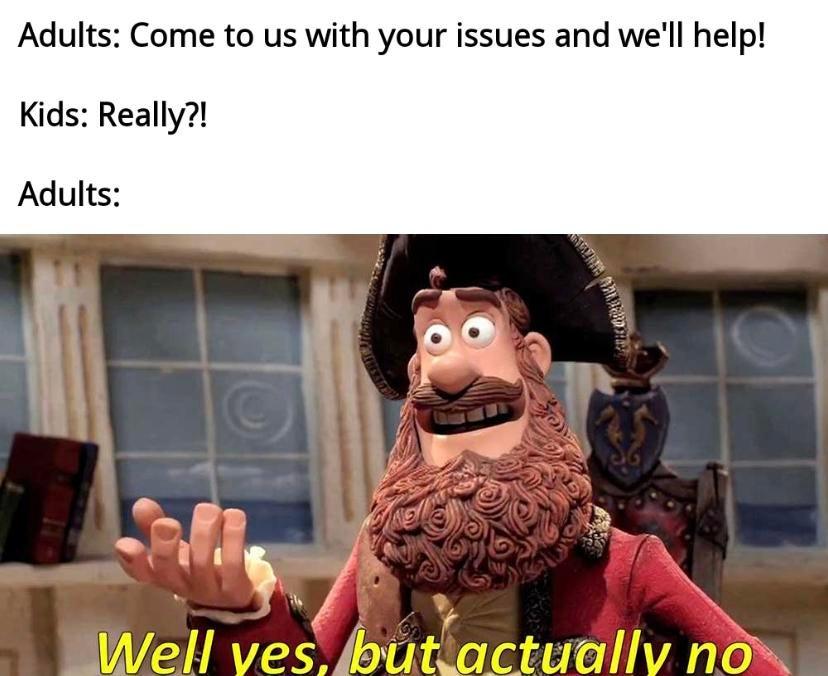 Adults: Come to us with your issues and we'll help!
Kids: Really?!
Adults:
Well yes, but actually no